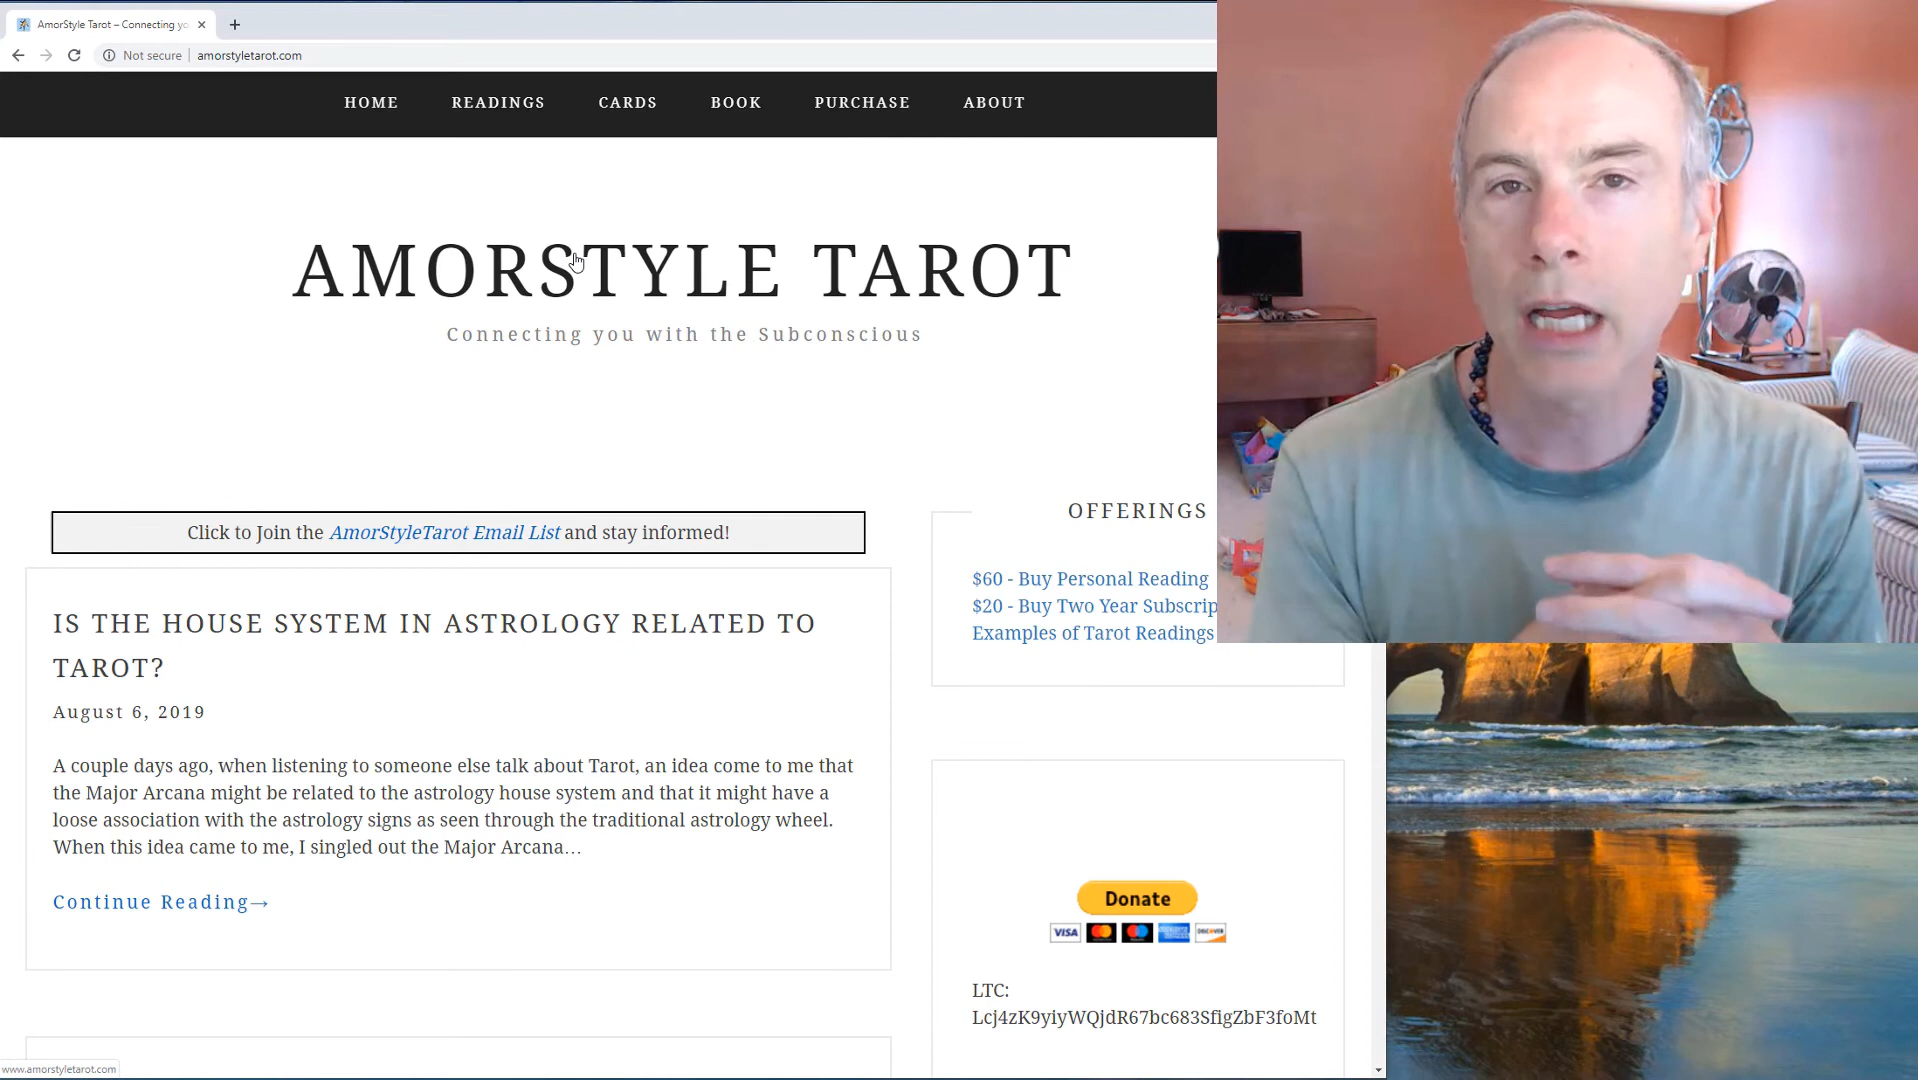 AmorStyle Tarot – Connecting yo
Not secure
amorstyletarot.com
HOME READINGS CARDS BOOK PURCHASE ABOUT
AMORSTYLE TAROT
Connecting you with the Subconscious
Click to Join the AmorStyleTarot Email List and stay informed!
IS THE HOUSE SYSTEM IN ASTROLOGY RELATED TO
TAROT?
August 6, 2019
A couple days ago, when listening to someone else talk about Tarot, an idea come to me that
the Major Arcana might be related to the astrology house system and that it might have a
loose association with the astrology signs as seen through the traditional astrology wheel.
When this idea came to me, I singled out the Major Arcana…
Continue Reading→
OFFERINGS
$60 - Buy Personal Reading
$20 - Buy Two Year Subscrip
Examples of Tarot Readings
Donate
VISA
DISCOVER
LTC:
Lcj4zK9yiyWQjdR67bc683SfigZbF3foMt
www.amorstyletarot.com